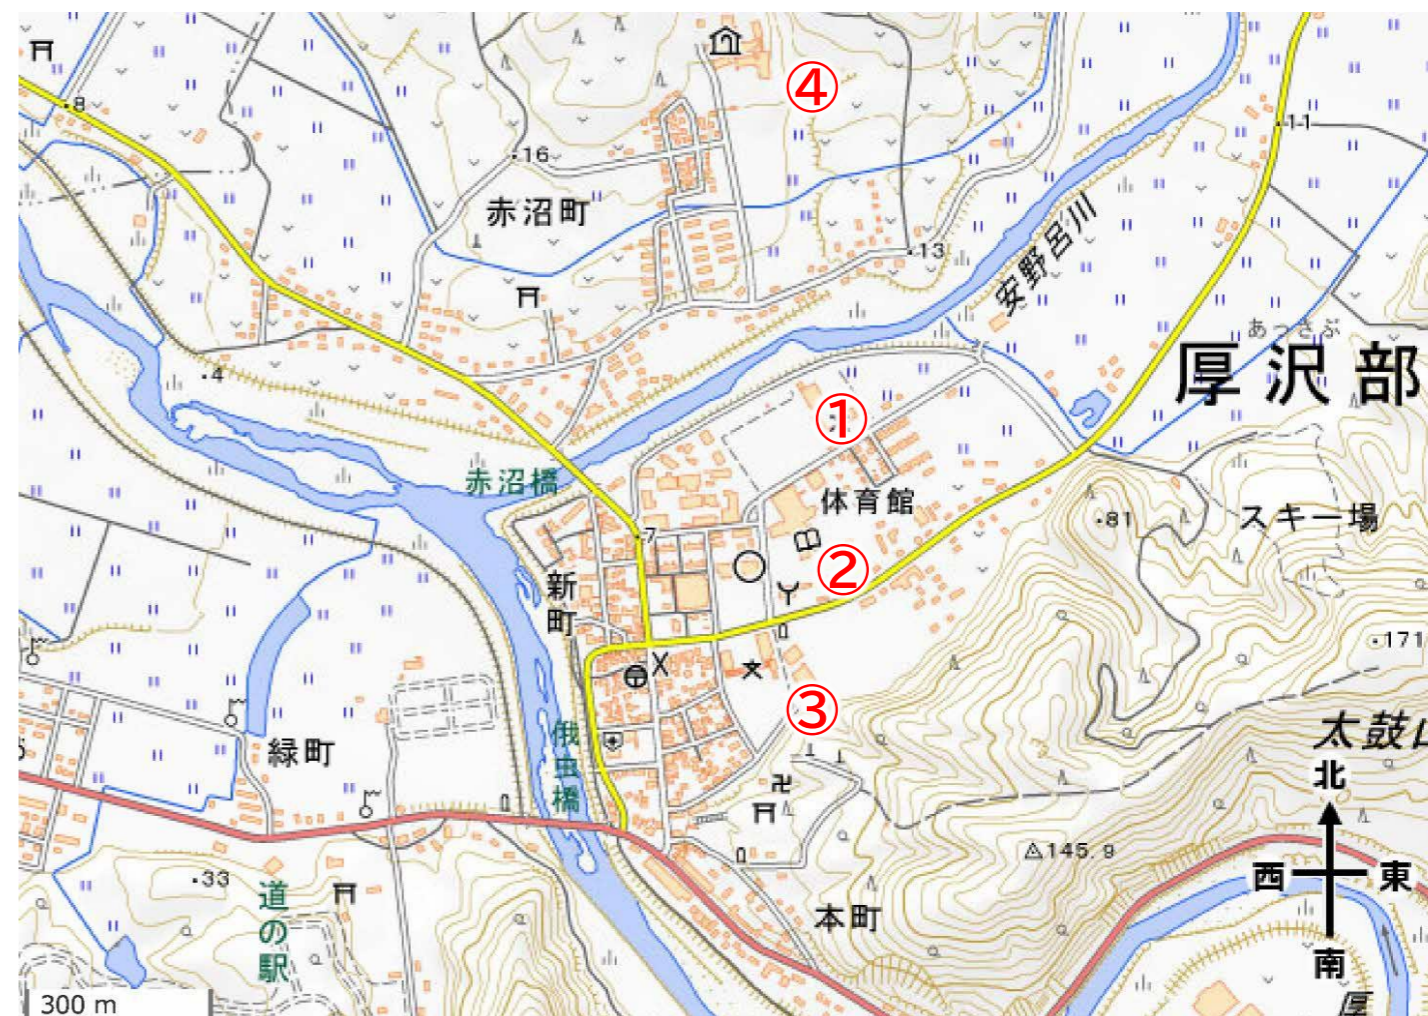 ④
8
11
16
赤沼町
安野呂川
13
あっさぶ
厚沢部
4
①
赤沼橋
体育館
81
スキー場
7
②
新町
171
③
俄虫橋
緑町
太鼓山
北
145.9
西
東
33
道の駅
本町
南
300 m
厚